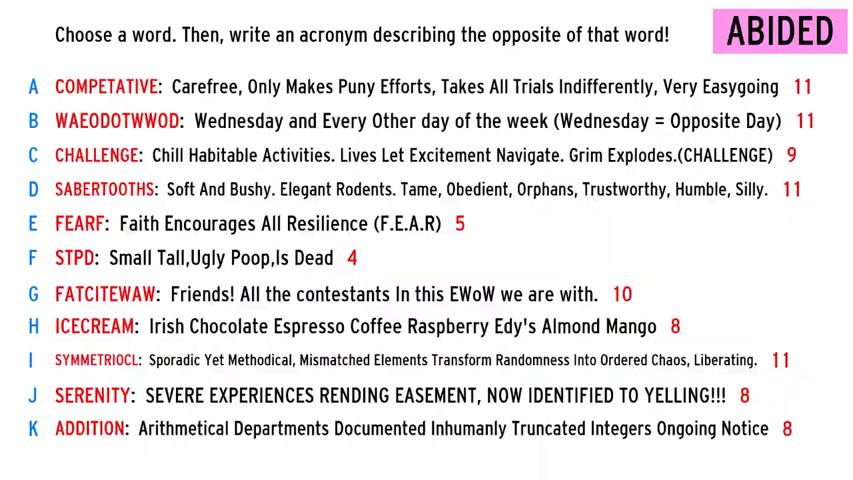 Choose a word. Then, write an acronym describing the opposite of that word!
ABIDED
A COMPETATIVE: Carefree, Only Makes Puny Efforts, Takes All Trials Indifferently, Very Easygoing 11
B WAEODOTWWOD: Wednesday and Every Other day of the week (Wednesday = Opposite Day) 11
C CHALLENGE: Chill Habitable Activities. Lives Let Excitement Navigate. Grim Explodes.(CHALLENGE) 9
D SABERTOOTHS: Soft And Bushy. Elegant Rodents. Tame, Obedient, Orphans, Trustworthy, Humble, Silly. 11
E FEARF: Faith Encourages All Resilience (F.E.A.R) 5
F STPD: Small Tall,Ugly Poop,Is Dead 4
G FATCITEWAW: Friends! All the contestants In this EWoW we are with. 10
H ICECREAM: Irish Chocolate Espresso Coffee Raspberry Edy's Almond Mango 8
I SYMMETRIOCL: Sporadic Yet Methodical, Mismatched Elements Transform Randomness Into Ordered Chaos, Liberating. 11
J SERENITY: SEVERE EXPERIENCES RENDING EASEMENT, NOW IDENTIFIED TO YELLING!!! 8
K ADDITION: Arithmetical Departments Documented Inhumanly Truncated Integers Ongoing Notice 8